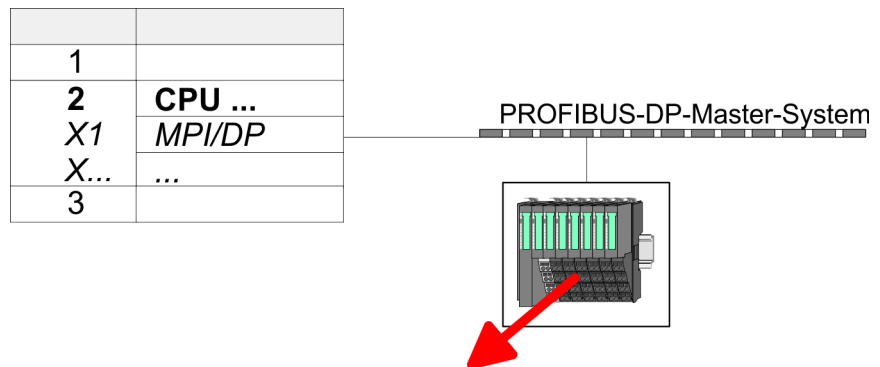 1
2 CPU ...
X1 MPI/DP
X... ...
3
PROFIBUS-DP-Master-System